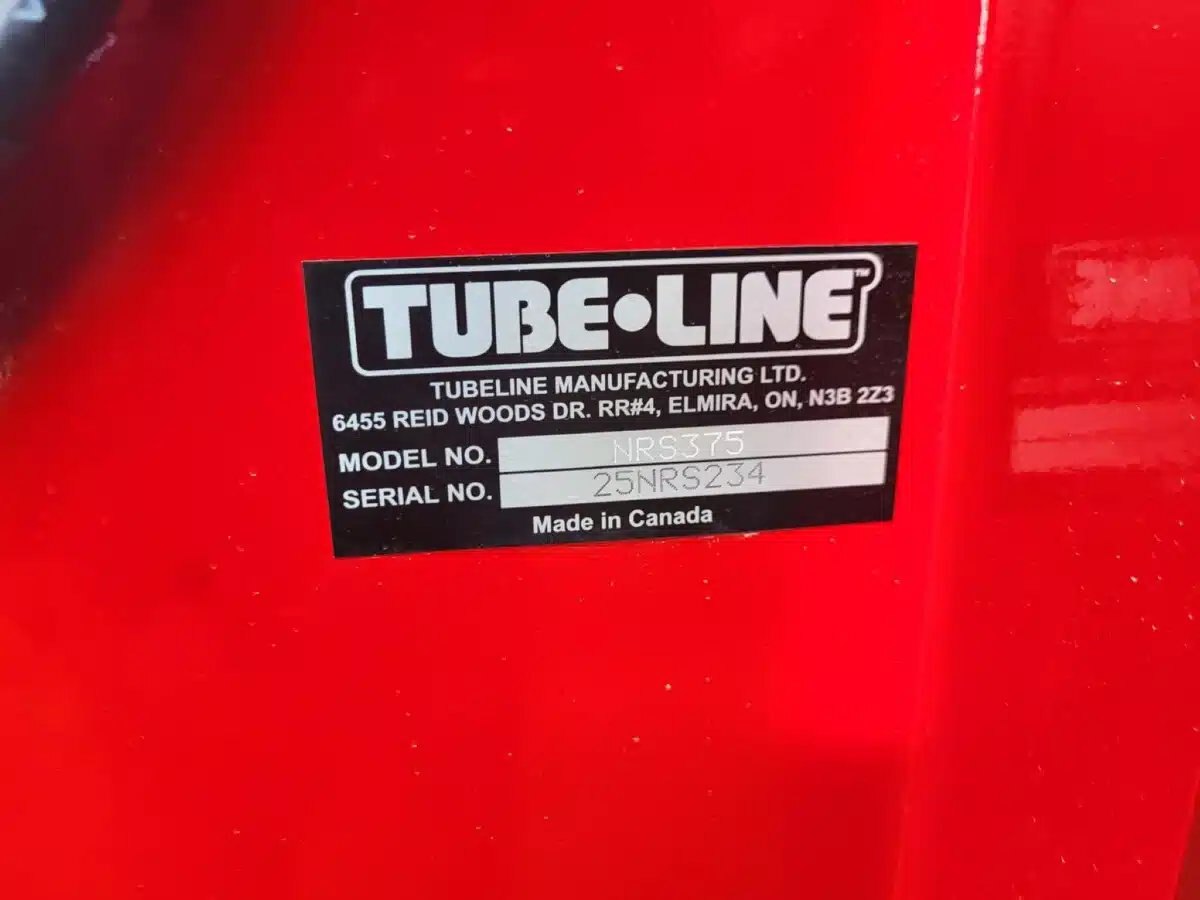 TUBE•LINE™
TUBELINE MANUFACTURING LTD.
6455 REID WOODS DR. RR#4, ELMIRA, ON, N3B 2Z3
MODEL NO. NRS375
SERIAL NO. 25NRS234
Made in Canada